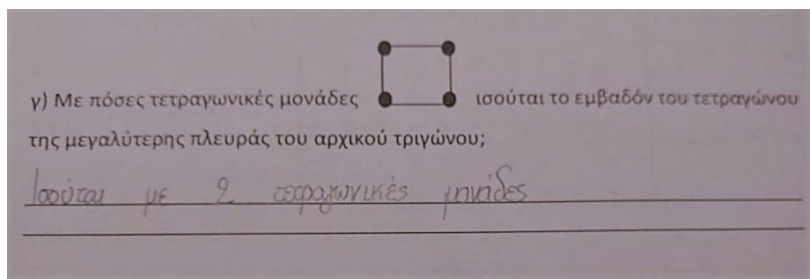 γ) Με πόσες τετραγωνικές μονάδες ισούται το εμβαδόν του τετραγώνου
της μεγαλύτερης πλευράς του αρχικού τριγώνου;
Ισούται με 2 τετραγωνικές μονάδες